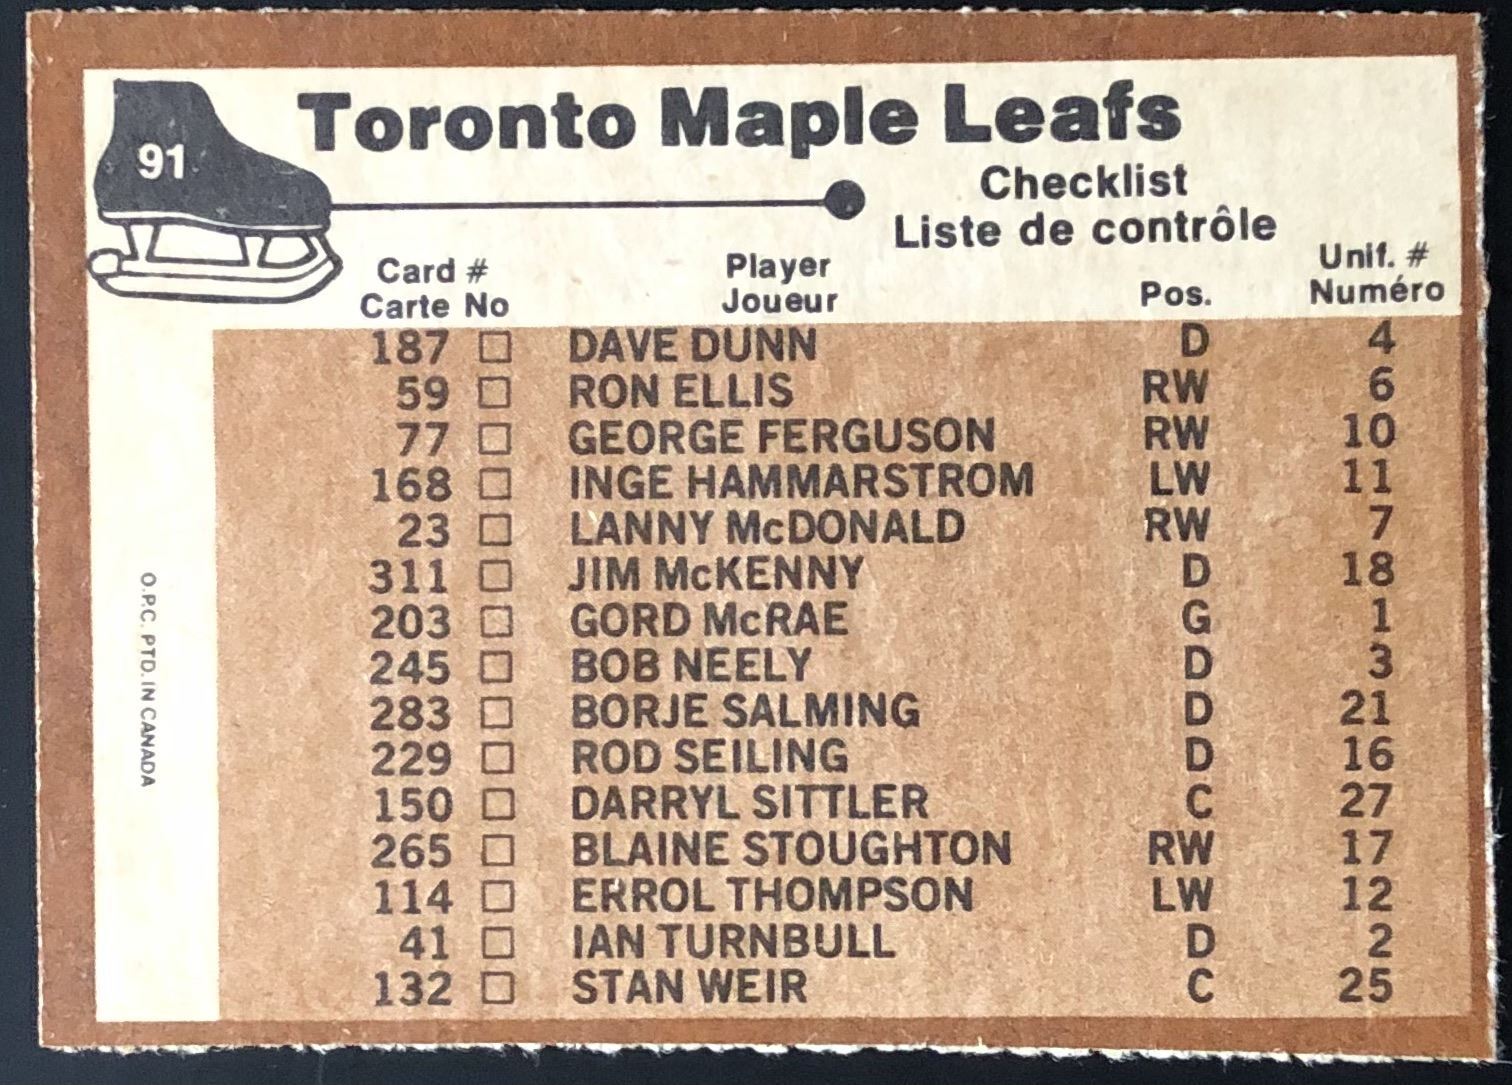 91
Toronto Maple Leafs
Checklist
Liste de contrôle
Card # Player Unif. #
Carte No Joueur Pos. Numéro
187 □ DAVE DUNN D 4
59 □ RON ELLIS RW 6
77 □ GEORGE FERGUSON RW 10
168 □ INGE HAMMARSTROM LW 11
23 □ LANNY McDONALD RW 7
311 □ JIM McKENNY D 18
203 □ GORD McRAE G 1
245 □ BOB NEELY D 3
283 □ BORJE SALMING D 21
229 □ ROD SEILING D 16
150 □ DARRYL SITTLER C 27
265 □ BLAINE STOUGHTON RW 17
114 □ ERROL THOMPSON LW 12
41 □ IAN TURNBULL D 2
132 □ STAN WEIR C 25
O.P.C. PTD. IN CANADA